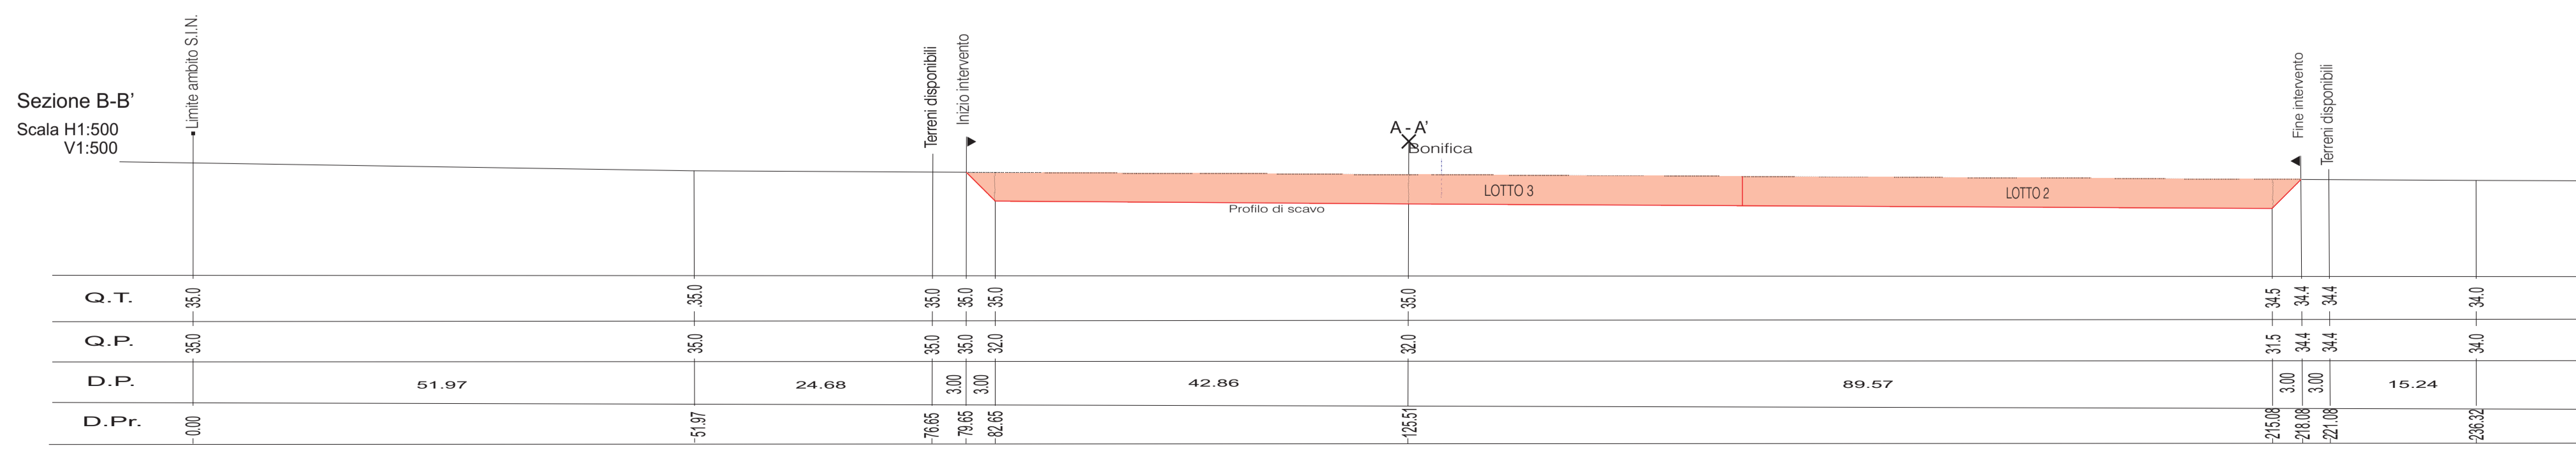 Limite ambito S.I.N.
Terreni disponibili
Inizio intervento
Fine intervento
Terreni disponibili
Sezione B-B’
Scala H1:500
V1:500
A - A’
Bonifica
LOTTO 3
LOTTO 2
Profilo di scavo
Q.T. 35.0 35.0 35.0 35.0 35.0 35.0 34.5 34.4 34.4 34.0
Q.P. 35.0 35.0 35.0 35.0 32.0 32.0 31.5 34.4 34.4 34.0
D.P. 51.97 24.68 3.00 3.00 42.86 89.57 3.00 3.00 15.24
D.Pr. 0.00 51.97 76.65 79.65 82.65 125.51 215.08 218.08 221.08 236.32